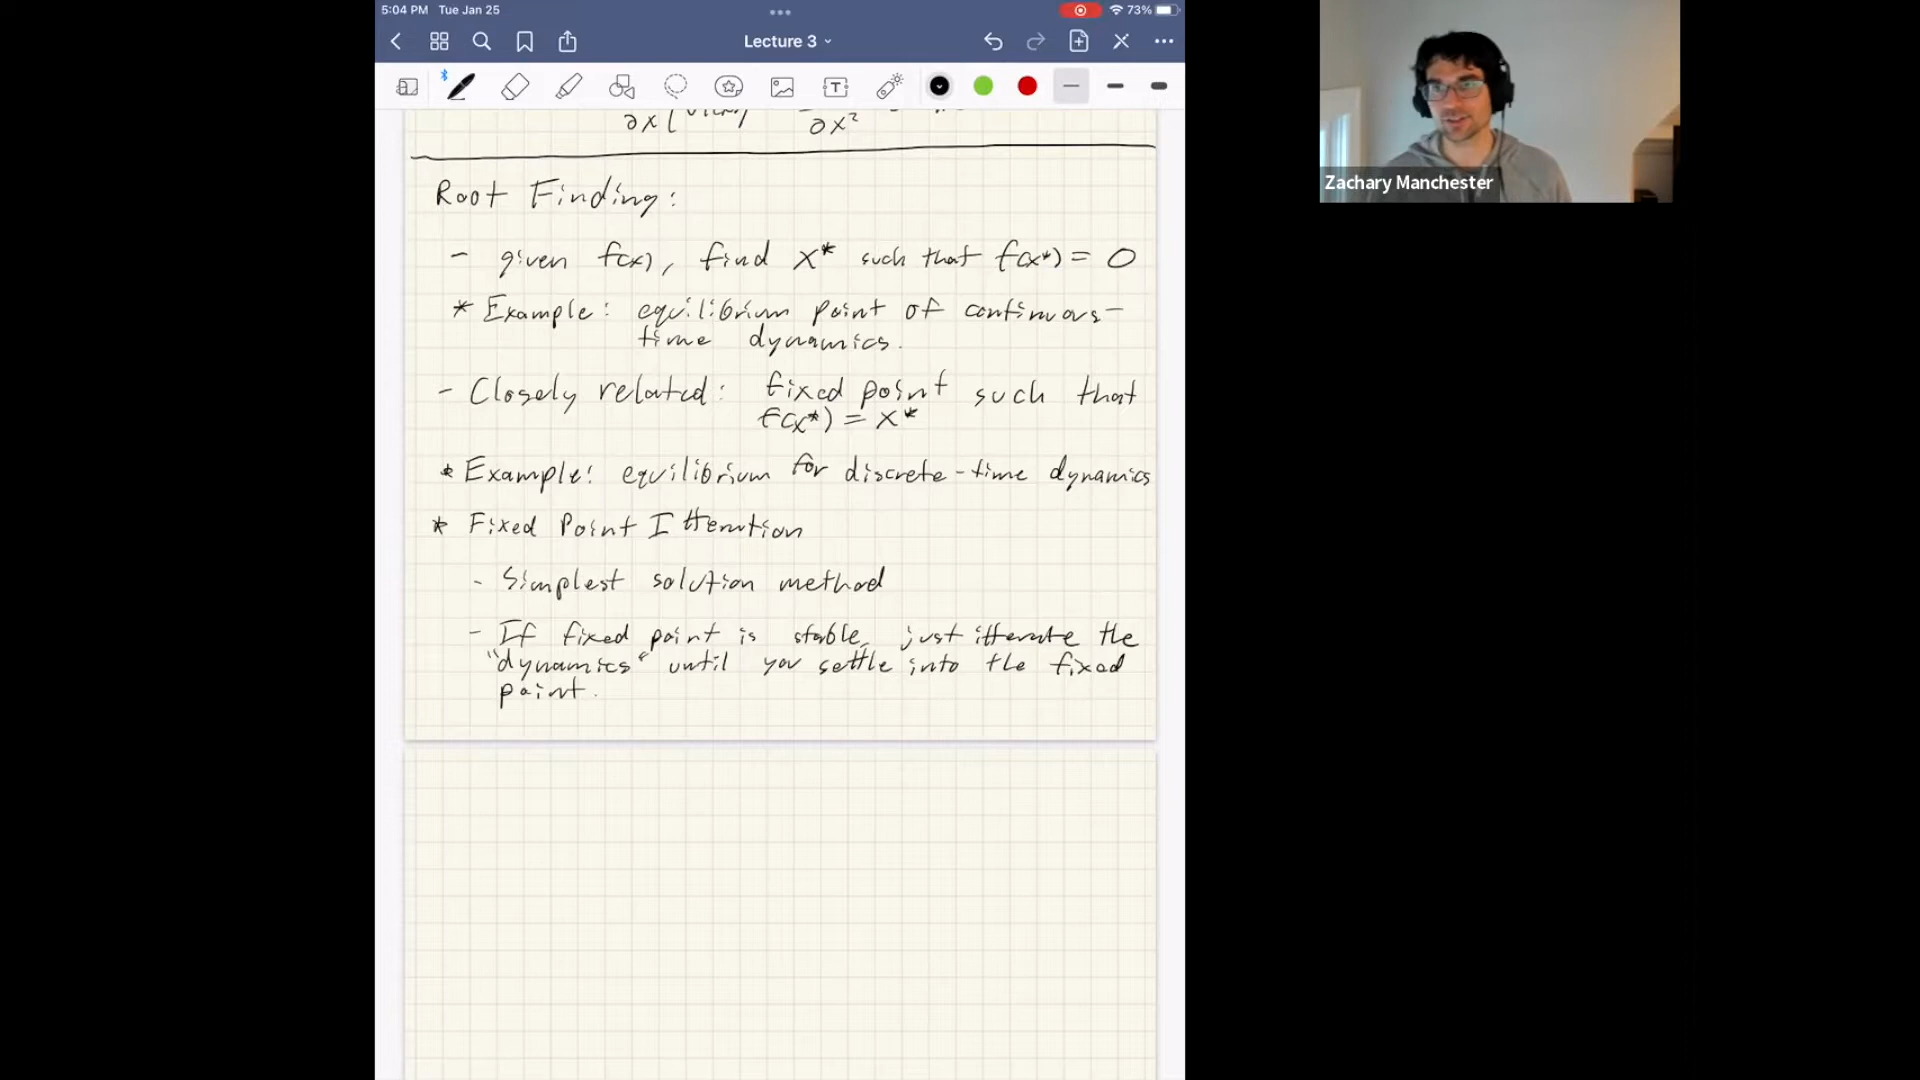 5:04 PM Tue Jan 25
73%
Lecture 3
T
∂x ∂x²
Root Finding:
- given f(x), find x* such that f(x*) = 0
* Example: equilibrium point of continuous-
time dynamics.
- Closely related: fixed point such that
f(x*) = x*
* Example: equilibrium for discrete-time dynamics
* Fixed Point Itteration
- Simplest solution method
- If fixed point is stable, just itterate the
"dynamics" until you settle into the fixed
point.
Zachary Manchester